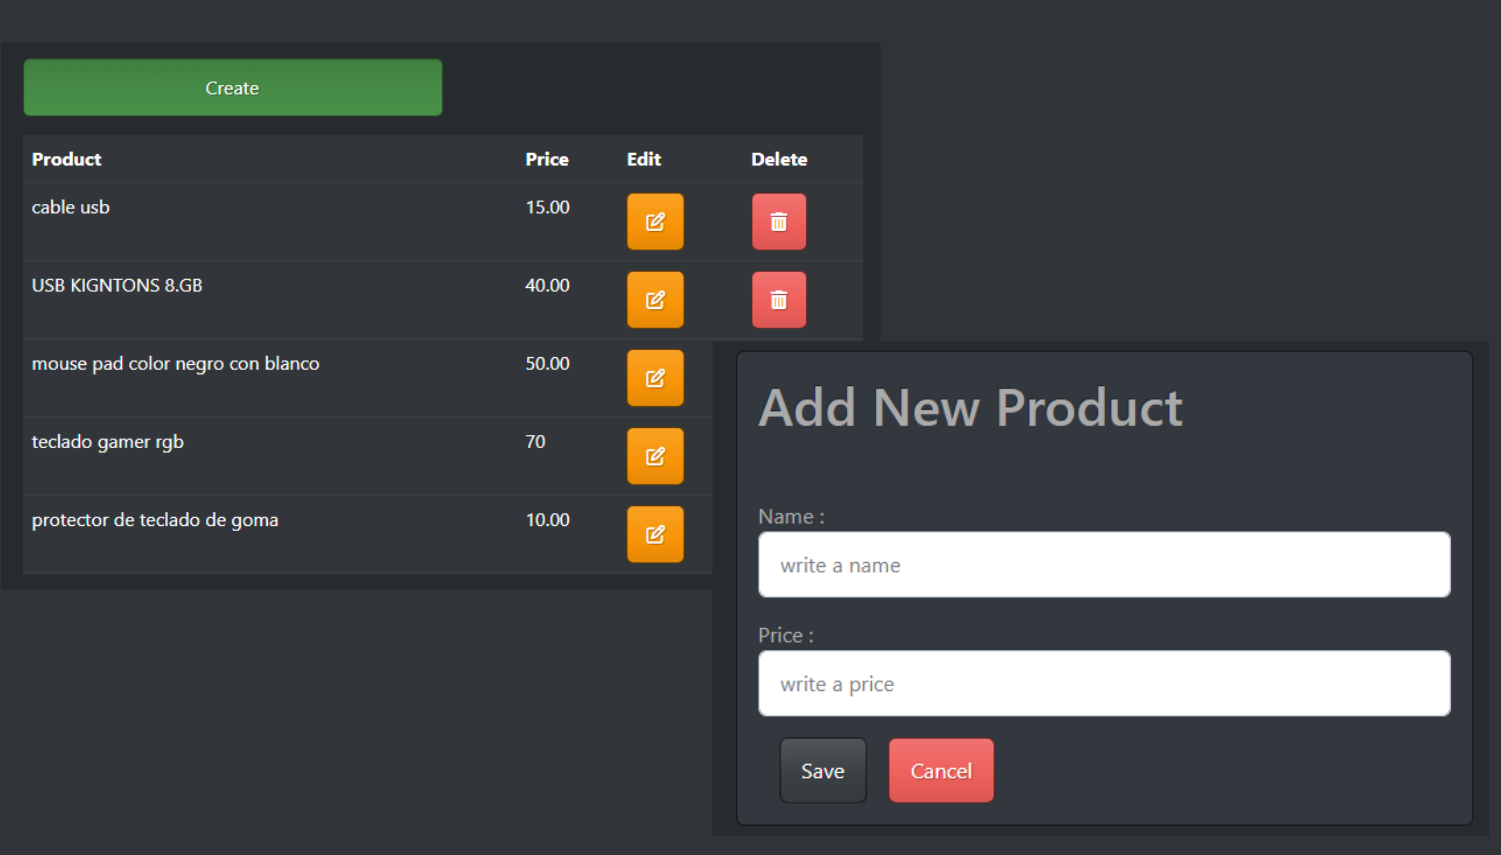 Create
Product Price Edit Delete
cable usb 15.00
USB KIGNTONS 8.GB 40.00
mouse pad color negro con blanco 50.00
teclado gamer rgb 70
protector de teclado de goma 10.00
Add New Product
Name :
write a name
Price :
write a price
Save Cancel